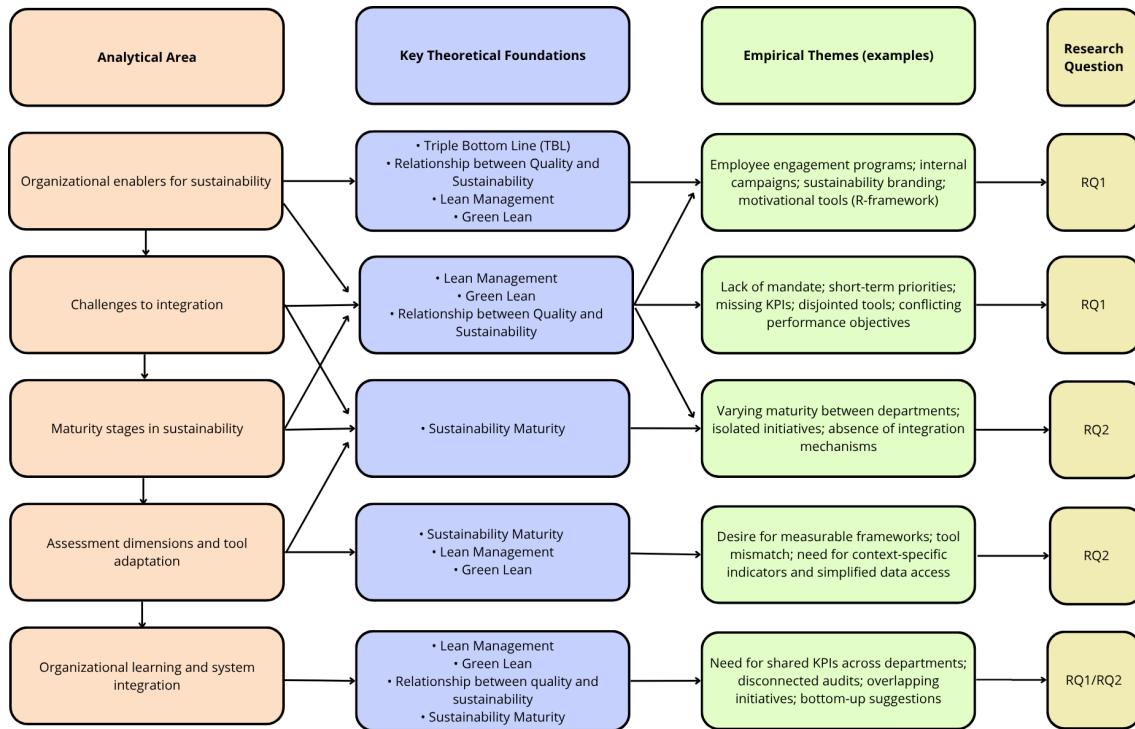 Analytical Area
Key Theoretical Foundations
Empirical Themes (examples)
Research
Question
Organizational enablers for sustainability
• Triple Bottom Line (TBL)
• Relationship between Quality and
Sustainability
• Lean Management
• Green Lean
Employee engagement programs; internal
campaigns; sustainability branding;
motivational tools (R-framework)
RQ1
Challenges to integration
• Lean Management
• Green Lean
• Relationship between Quality and
Sustainability
Lack of mandate; short-term priorities;
missing KPIs; disjointed tools; conflicting
performance objectives
RQ1
Maturity stages in sustainability
• Sustainability Maturity
Varying maturity between departments;
isolated initiatives; absence of integration
mechanisms
RQ2
Assessment dimensions and tool
adaptation
• Sustainability Maturity
• Lean Management
• Green Lean
Desire for measurable frameworks; tool
mismatch; need for context-specific
indicators and simplified data access
RQ2
Organizational learning and system
integration
• Lean Management
• Green Lean
• Relationship between quality and
sustainability
• Sustainability Maturity
Need for shared KPIs across departments;
disconnected audits; overlapping
initiatives; bottom-up suggestions
RQ1/RQ2